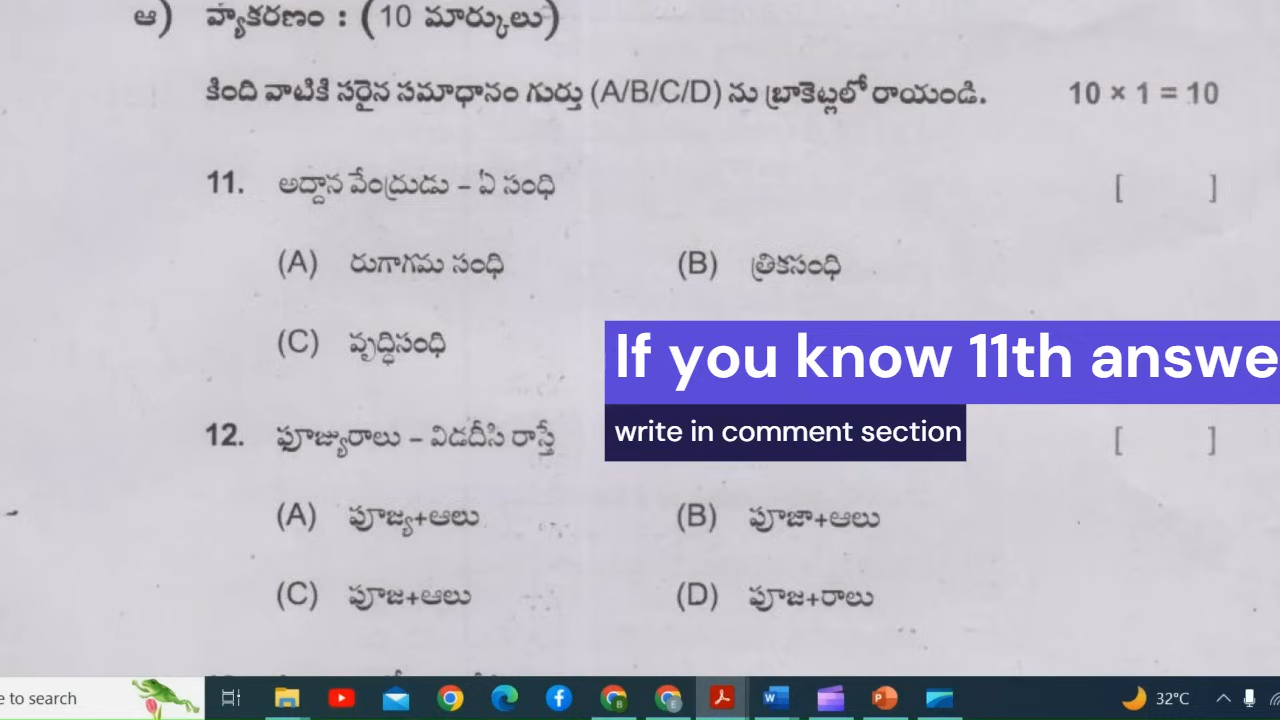 ఆ) వ్యాకరణం : (10 మార్కులు)
కింది వాటికి సరైన సమాధానం గుర్తు (A/B/C/D) ను బ్రాకెట్లలో రాయండి. 10 × 1 = 10
11. అద్దాన వేంద్రుడు – ఏ సంధి [ ]
(A) రుగాగమ సంధి (B) త్రికసంధి
(C) వృద్ధిసంధి
If you know 11th answe
write in comment section
12. పూజ్యురాలు – విడదీసి రాస్తే [ ]
(A) పూజ్య+ఆలు (B) పూజా+ఆలు
(C) పూజ+ఆలు (D) పూజ+రాలు
e to search
32°C